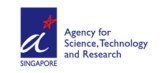 a
Agency for
Science, Technology
and Research
SINGAPORE